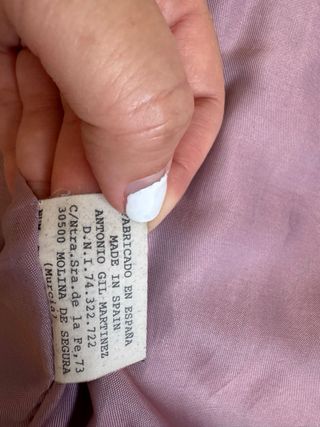 FABRICADO EN ESPAÑA
MADE IN SPAIN
ANTONIO GIL MARTINEZ
D.N.I.74.322.722
C/Ntra.Sra.de la Fe,73
30500 MOLINA DE SEGURA
(Murcia)